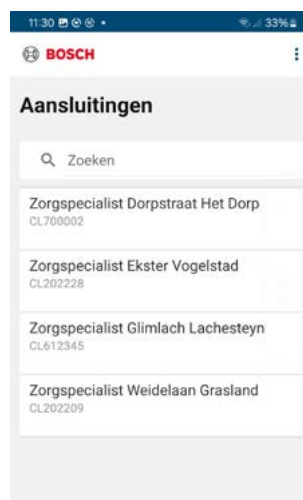 11:30
33%
BOSCH
Aansluitingen
Zoeken
Zorgspecialist Dorpstraat Het Dorp
CL700002
Zorgspecialist Ekster Vogelstad
CL202228
Zorgspecialist Glimlach Lachesteyn
CL612345
Zorgspecialist Weidelaan Grasland
CL202209